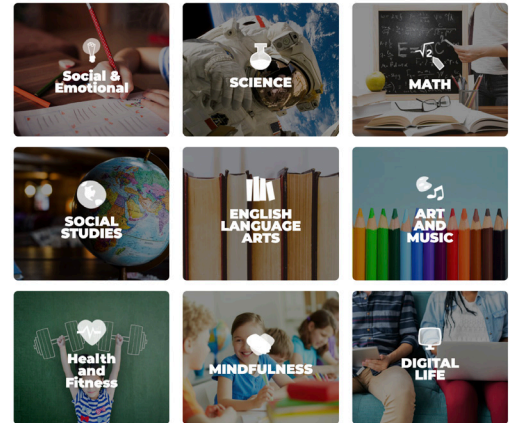 Social &
Emotional
SCIENCE
MATH
SOCIAL
STUDIES
ENGLISH
LANGUAGE
ARTS
ART
AND
MUSIC
Health
and
Fitness
MINDFULNESS
DIGITAL
LIFE